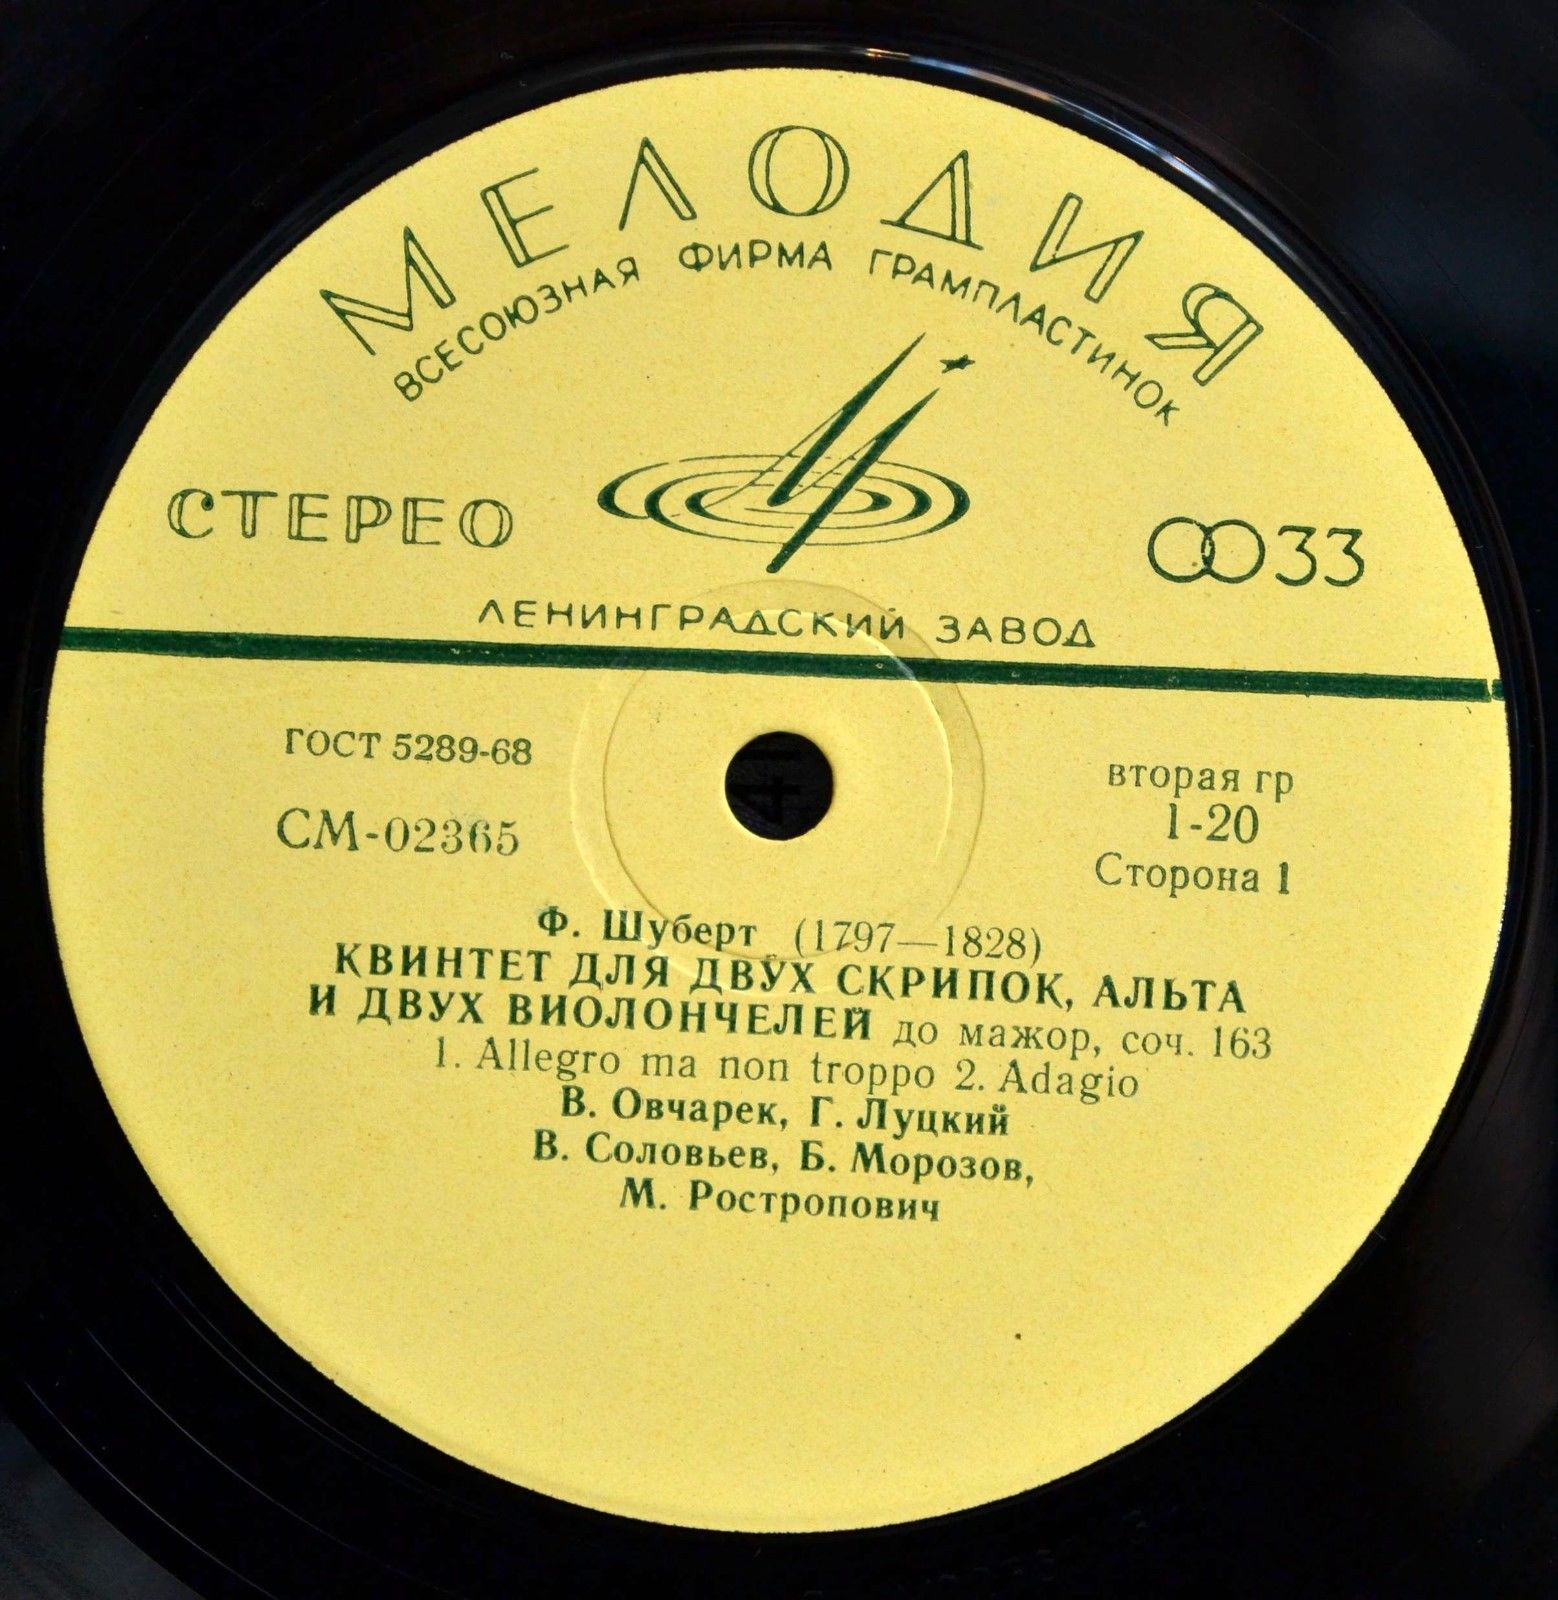 МЕЛОДИЯ
ВСЕСОЮЗНАЯ ФИРМА ГРАМПЛАСТИНОК
СТЕРЕО
33
ЛЕНИНГРАДСКИЙ ЗАВОД
ГОСТ 5289-68
вторая гр
СМ-02365
1-20
Сторона 1
Ф. Шуберт (1797—1828)
КВИНТЕТ ДЛЯ ДВУХ СКРИПОК, АЛЬТА
И ДВУХ ВИОЛОНЧЕЛЕЙ до мажор, соч. 163
1. Allegro ma non troppo 2. Adagio
В. Овчарек, Г. Луцкий
В. Соловьев, Б. Морозов,
М. Ростропович